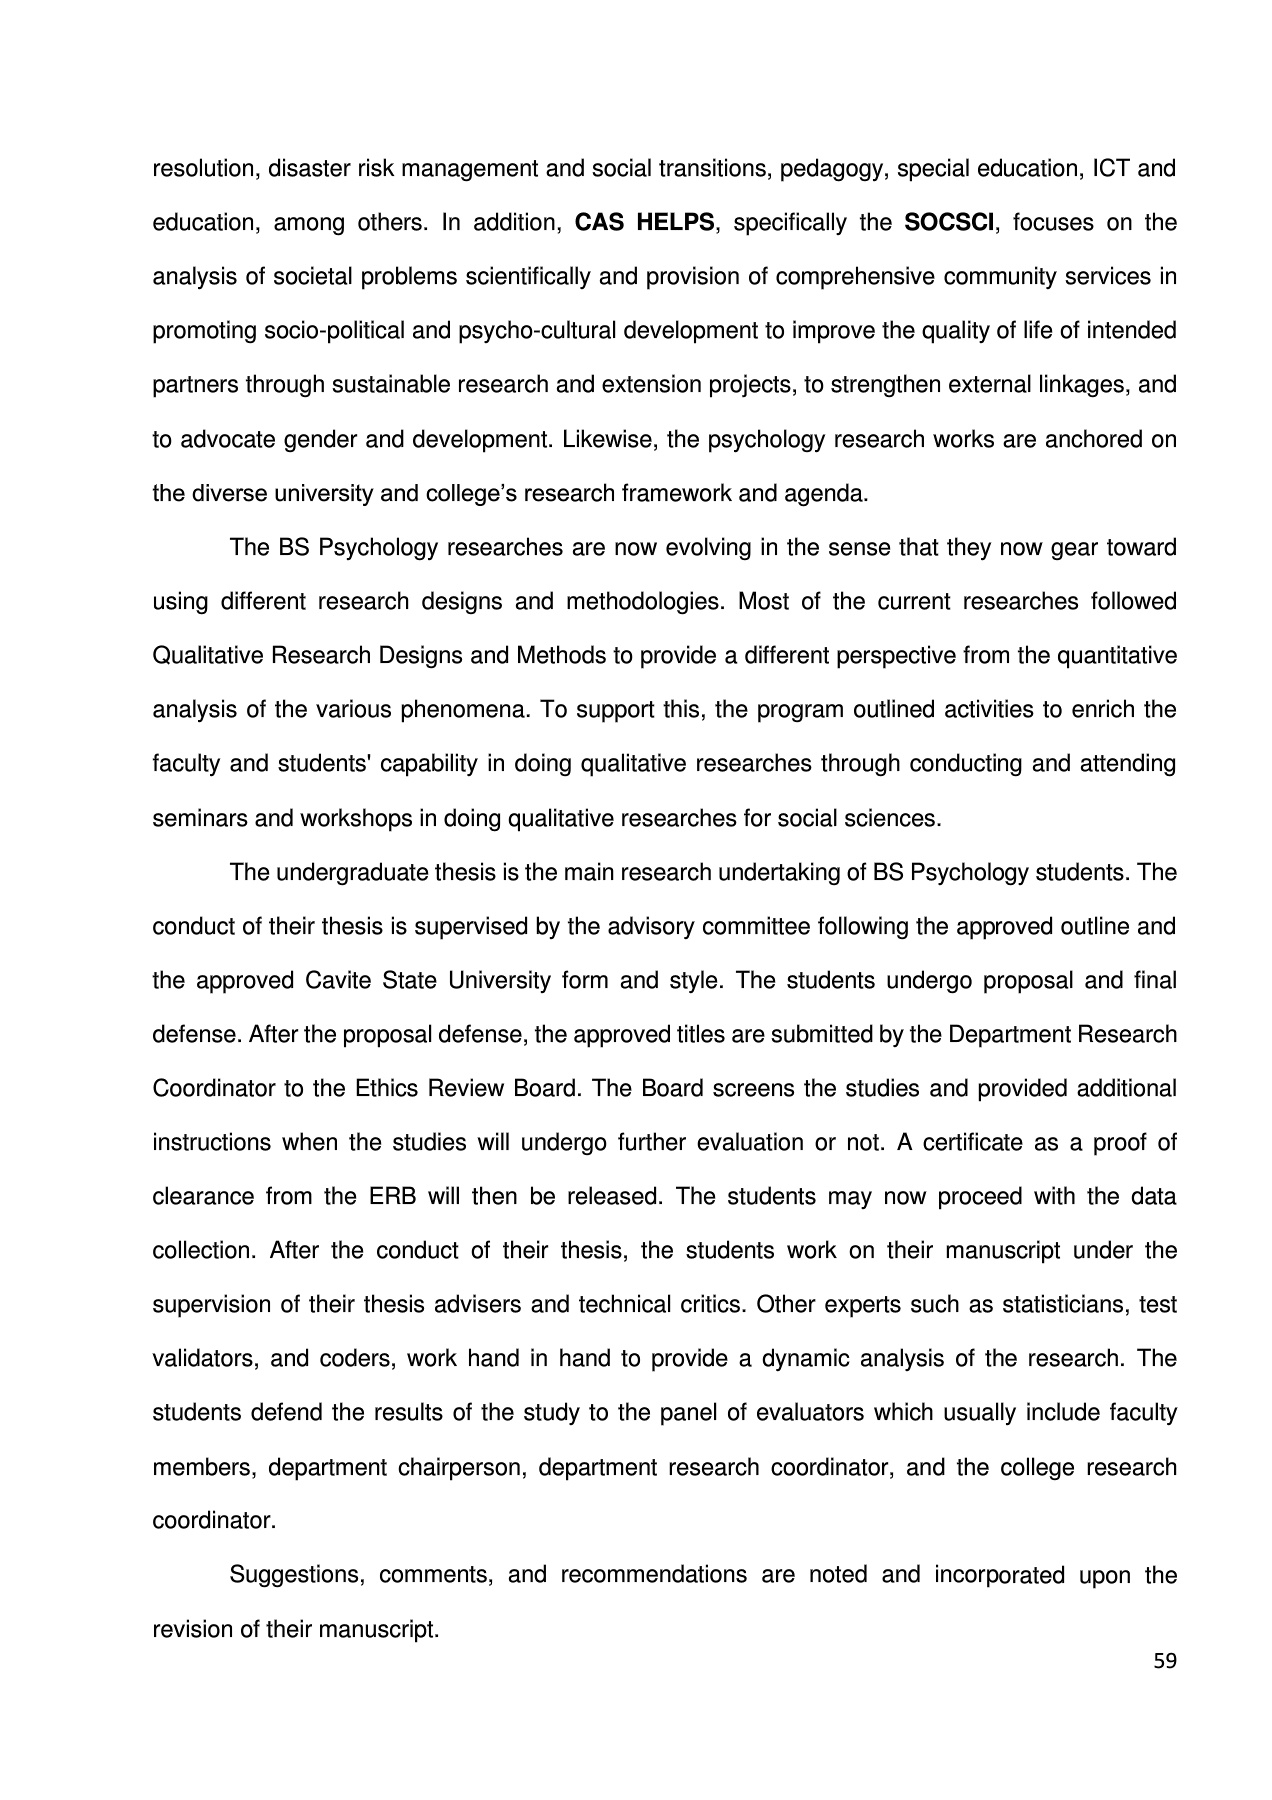 resolution, disaster risk management and social transitions, pedagogy, special education, ICT and
education, among others. In addition, CAS HELPS, specifically the SOCSCI, focuses on the
analysis of societal problems scientifically and provision of comprehensive community services in
promoting socio-political and psycho-cultural development to improve the quality of life of intended
partners through sustainable research and extension projects, to strengthen external linkages, and
to advocate gender and development. Likewise, the psychology research works are anchored on
the diverse university and college’s research framework and agenda.
The BS Psychology researches are now evolving in the sense that they now gear toward
using different research designs and methodologies. Most of the current researches followed
Qualitative Research Designs and Methods to provide a different perspective from the quantitative
analysis of the various phenomena. To support this, the program outlined activities to enrich the
faculty and students' capability in doing qualitative researches through conducting and attending
seminars and workshops in doing qualitative researches for social sciences.
The undergraduate thesis is the main research undertaking of BS Psychology students. The
conduct of their thesis is supervised by the advisory committee following the approved outline and
the approved Cavite State University form and style. The students undergo proposal and final
defense. After the proposal defense, the approved titles are submitted by the Department Research
Coordinator to the Ethics Review Board. The Board screens the studies and provided additional
instructions when the studies will undergo further evaluation or not. A certificate as a proof of
clearance from the ERB will then be released. The students may now proceed with the data
collection. After the conduct of their thesis, the students work on their manuscript under the
supervision of their thesis advisers and technical critics. Other experts such as statisticians, test
validators, and coders, work hand in hand to provide a dynamic analysis of the research. The
students defend the results of the study to the panel of evaluators which usually include faculty
members, department chairperson, department research coordinator, and the college research
coordinator.
Suggestions, comments, and recommendations are noted and incorporated upon the
revision of their manuscript.
59